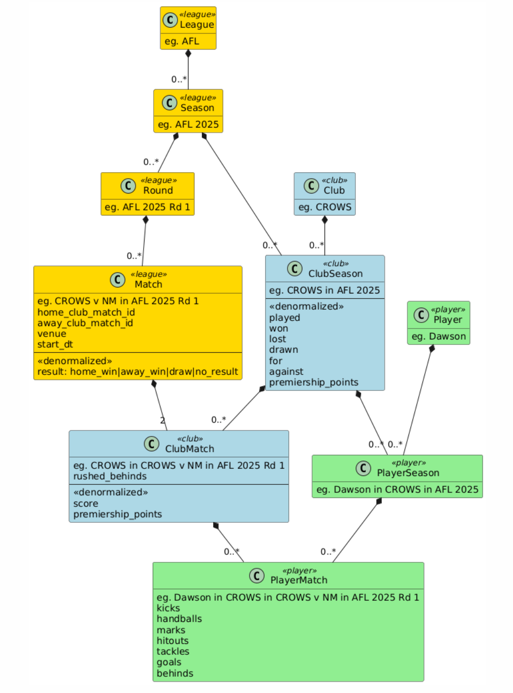 C «league»
League
eg. AFL
0..*
C «league»
Season
eg. AFL 2025
0..*
C «league»
Round
eg. AFL 2025 Rd 1
C «club»
Club
eg. CROWS
0..*
0..*
0..*
C «league»
Match
eg. CROWS v NM in AFL 2025 Rd 1
home_club_match_id
away_club_match_id
venue
start_dt
«denormalized»
result: home_win|away_win|draw|no_result
C «club»
ClubSeason
eg. CROWS in AFL 2025
«denormalized»
played
won
lost
drawn
for
against
premiership_points
C «player»
Player
eg. Dawson
2
0..*
0..*
0..*
C «club»
ClubMatch
eg. CROWS in CROWS v NM in AFL 2025 Rd 1
rushed_behinds
«denormalized»
score
premiership_points
C «player»
PlayerSeason
eg. Dawson in CROWS in AFL 2025
0..*
0..*
C «player»
PlayerMatch
eg. Dawson in CROWS in CROWS v NM in AFL 2025 Rd 1
kicks
handballs
marks
hitouts
tackles
goals
behinds